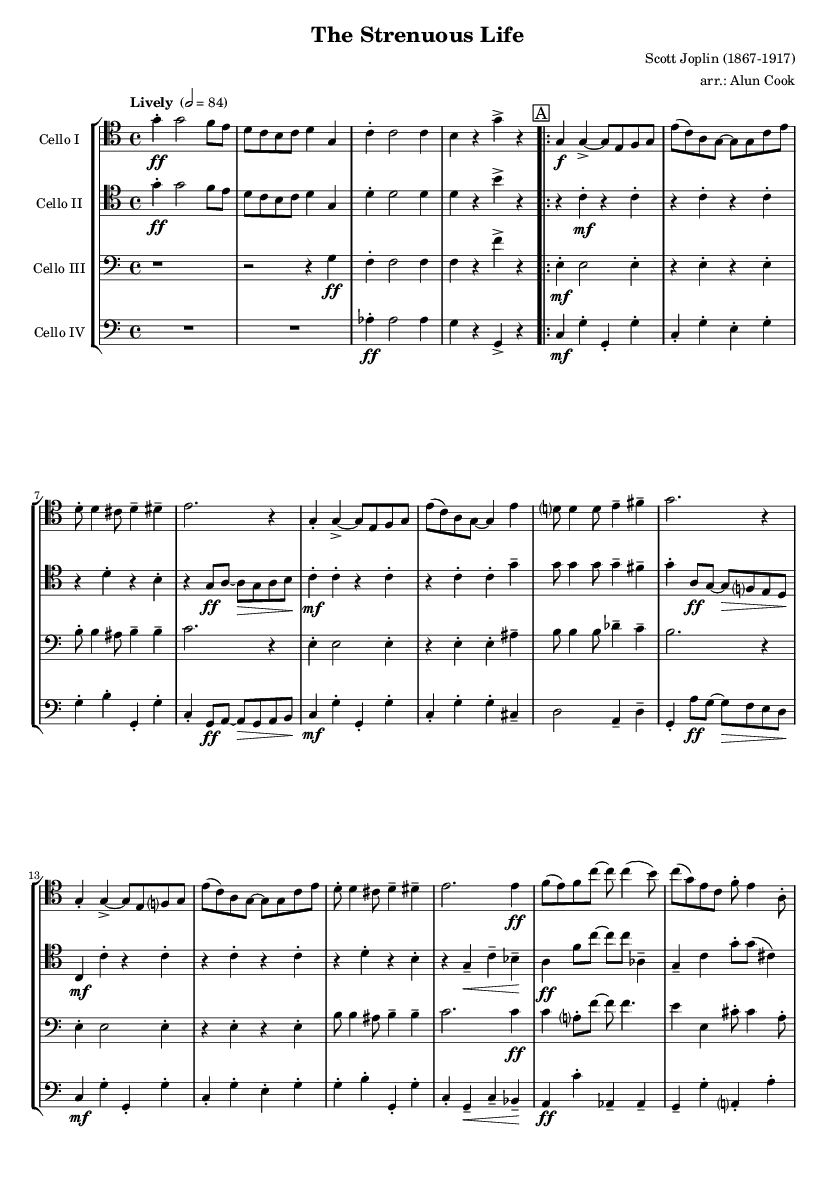 The Strenuous Life
Scott Joplin (1867-1917)
arr.: Alun Cook
Lively (𝅗𝅥 = 84)
A
Cello I
ff
f
Cello II
ff
mf
Cello III
ff
mf
Cello IV
ff
mf
7
ff
mf
ff
ff
mf
ff
13
ff
mf
ff
ff
mf
ff